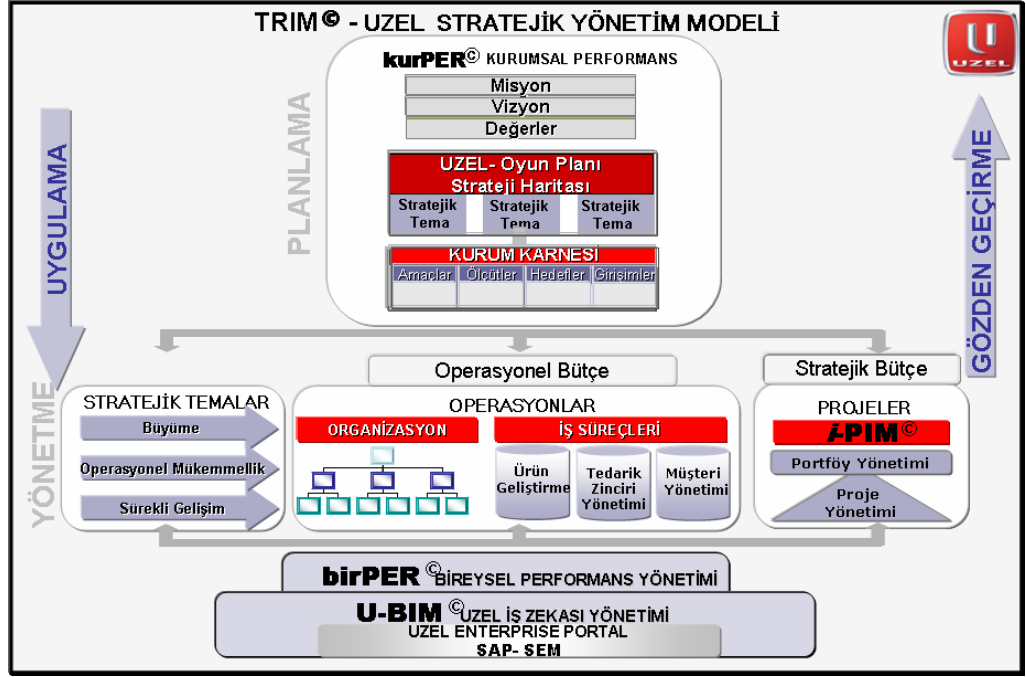 TRIM© - UZEL STRATEJİK YÖNETİM MODELİ
UZEL
kurPER© KURUMSAL PERFORMANS
Misyon
Vizyon
Değerler
PLANLAMA
UYGULAMA
GÖZDEN GEÇİRME
UZEL- Oyun Planı
Strateji Haritası
Stratejik Tema
Stratejik Tema
Stratejik Tema
KURUM KARNESİ
Amaçlar Ölçütler Hedefler Girişimler
YÖNETME
Operasyonel Bütçe
Stratejik Bütçe
STRATEJİK TEMALAR
Büyüme
Operasyonel Mükemmellik
Sürekli Gelişim
OPERASYONLAR
ORGANİZASYON
İŞ SÜREÇLERİ
Ürün
Geliştirme
Tedarik
Zinciri
Yönetimi
Müşteri
Yönetimi
PROJELER
i-PIM©
Portföy Yönetimi
Proje
Yönetimi
birPER ©BİREYSEL PERFORMANS YÖNETİMİ
U-BIM ©UZEL İŞ ZEKASI YÖNETİMİ
UZEL ENTERPRISE PORTAL
SAP- SEM